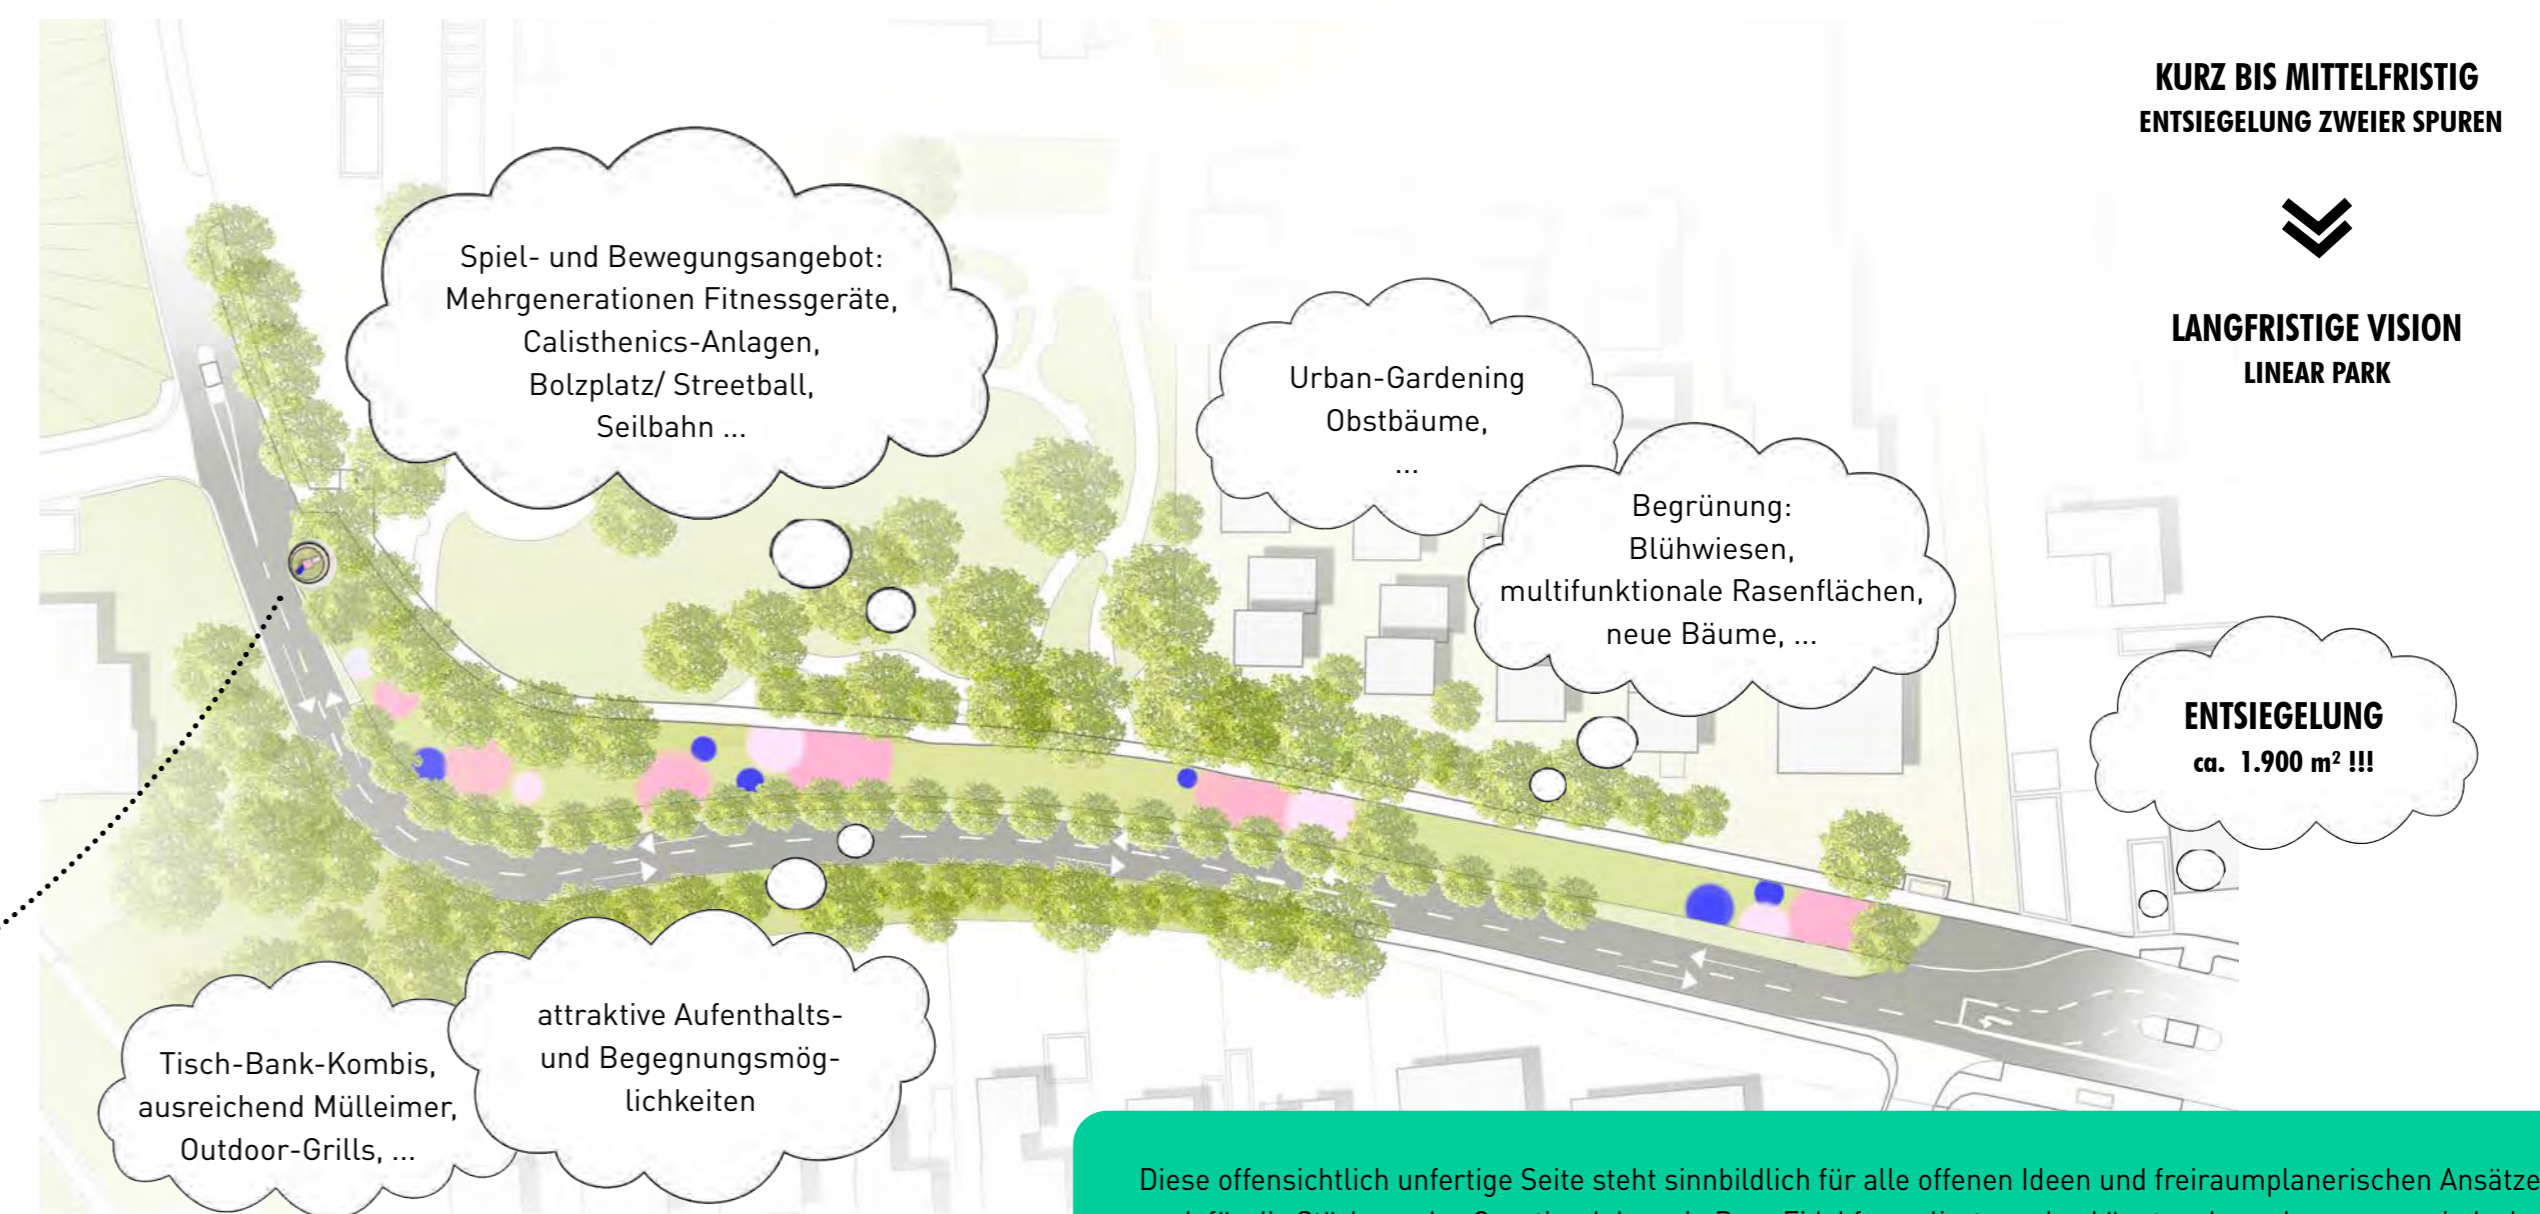 KURZ BIS MITTELFRISTIG
ENTSIEGELUNG ZWEIER SPUREN
LANGFRISTIGE VISION
LINEAR PARK
Spiel- und Bewegungsangebot:
Mehrgenerationen Fitnessgeräte,
Calisthenics-Anlagen,
Bolzplatz/ Streetball,
Seilbahn ...
Urban-Gardening
Obstbäume,
...
Begrünung:
Blühwiesen,
multifunktionale Rasenflächen,
neue Bäume, ...
ENTSIEGELUNG
ca. 1.900 m² !!!
Tisch-Bank-Kombis,
ausreichend Mülleimer,
Outdoor-Grills, ...
attraktive Aufenthalts-
und Begegnungsmög-
lichkeiten
Diese offensichtlich unfertige Seite steht sinnbildlich für alle offenen Ideen und freiraumplanerischen Ansätze